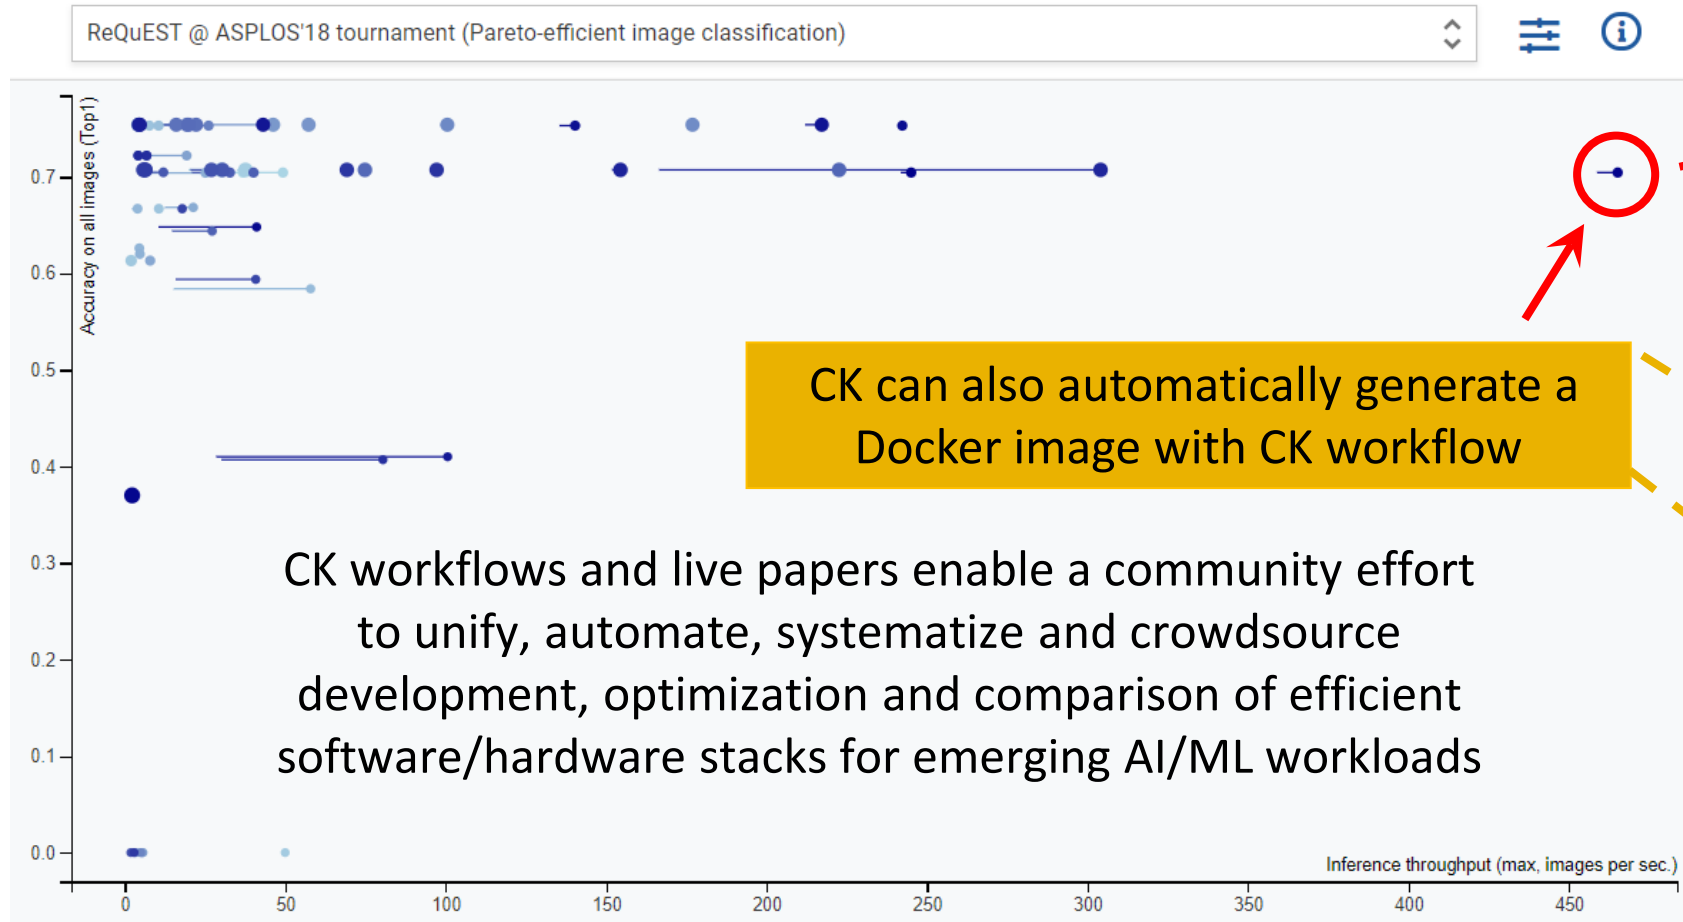 ReQuEST @ ASPLOS'18 tournament (Pareto-efficient image classification)
Accuracy on all images (Top1)
0.7
0.6
0.5
0.4
0.3
0.2
0.1
0.0
CK can also automatically generate a
Docker image with CK workflow
CK workflows and live papers enable a community effort
to unify, automate, systematize and crowdsource
development, optimization and comparison of efficient
software/hardware stacks for emerging AI/ML workloads
Inference throughput (max, images per sec.)
0 50 100 150 200 250 300 350 400 450